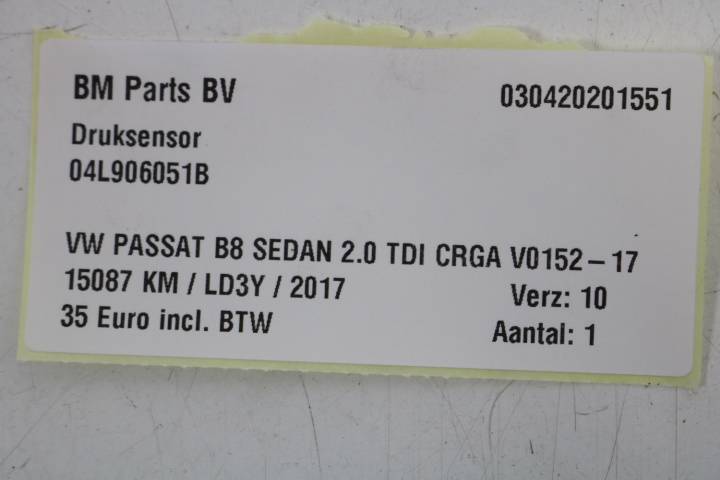 BM Parts BV 030420201551
Druksensor
04L906051B
VW PASSAT B8 SEDAN 2.0 TDI CRGA V0152-17
15087 KM / LD3Y / 2017 Verz: 10
35 Euro incl. BTW Aantal: 1